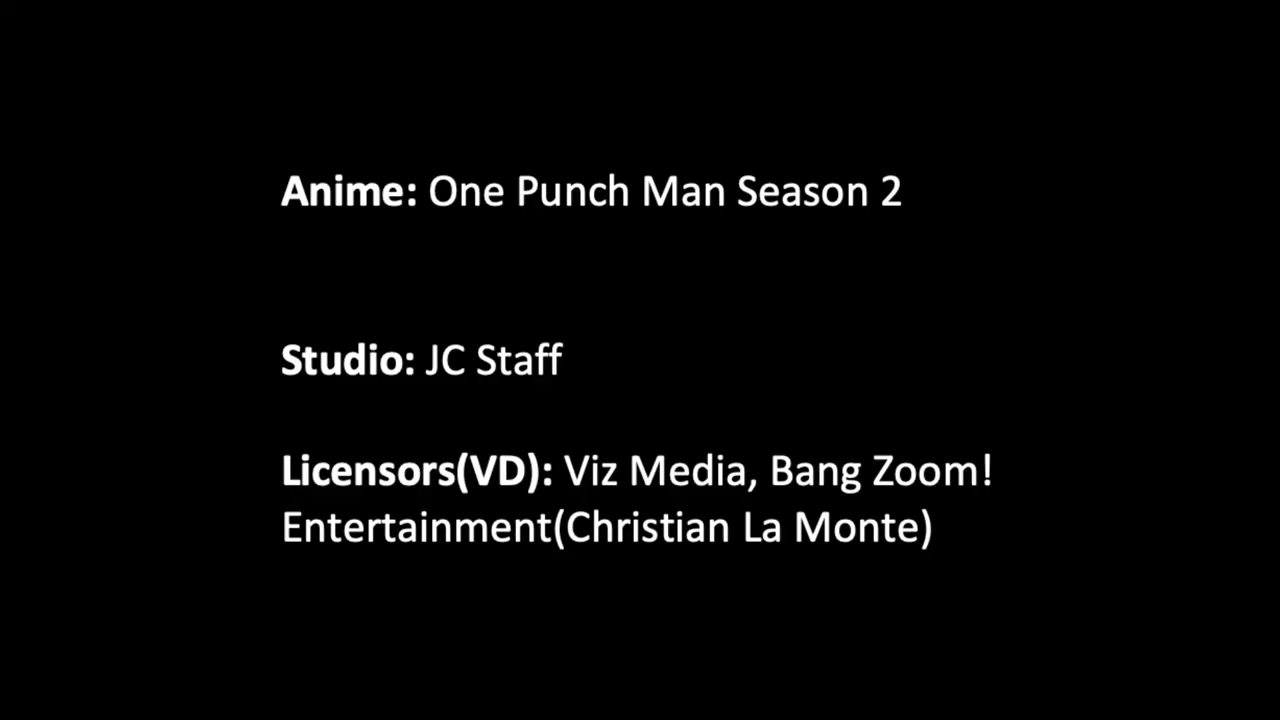 Anime: One Punch Man Season 2
Studio: JC Staff
Licensors(VD): Viz Media, Bang Zoom!
Entertainment(Christian La Monte)